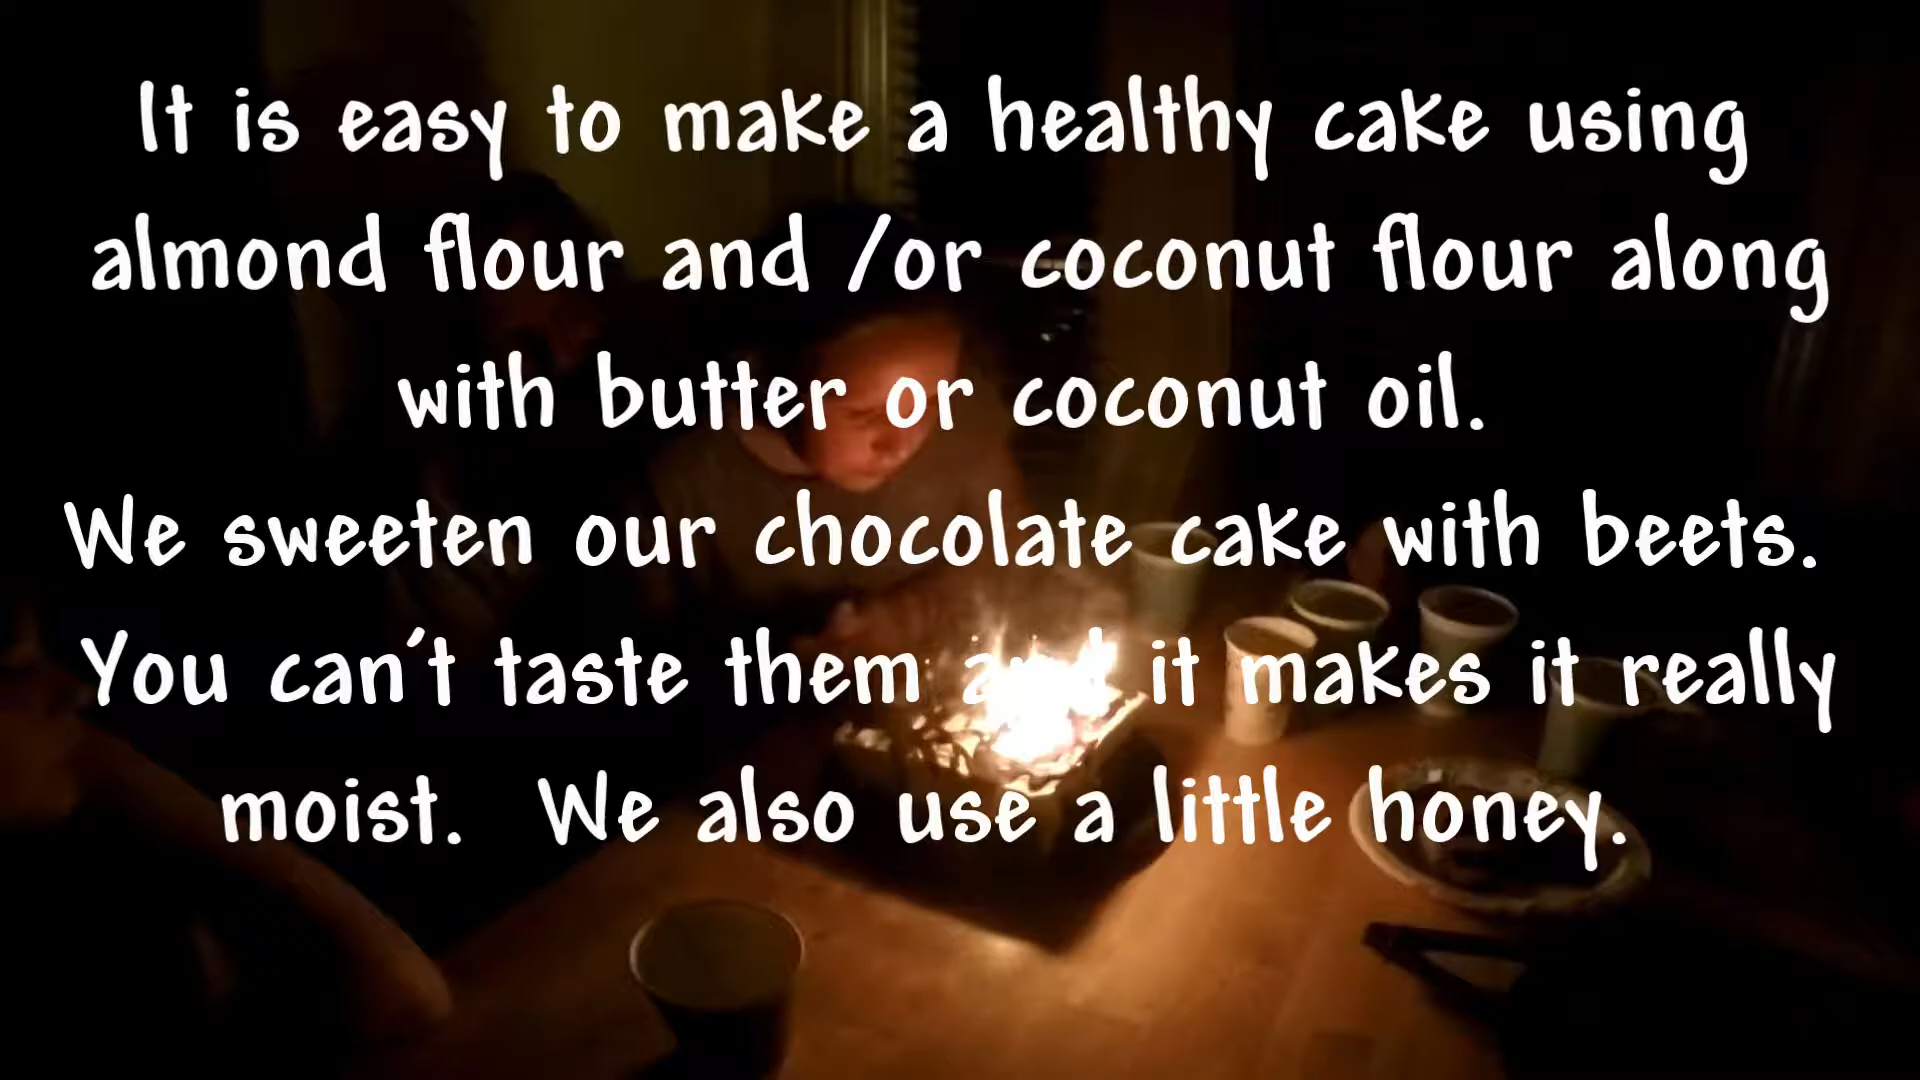 It is easy to make a healthy cake using
almond flour and /or coconut flour along
with butter or coconut oil.
We sweeten our chocolate cake with beets.
You can't taste them and it makes it really
moist. We also use a little honey.